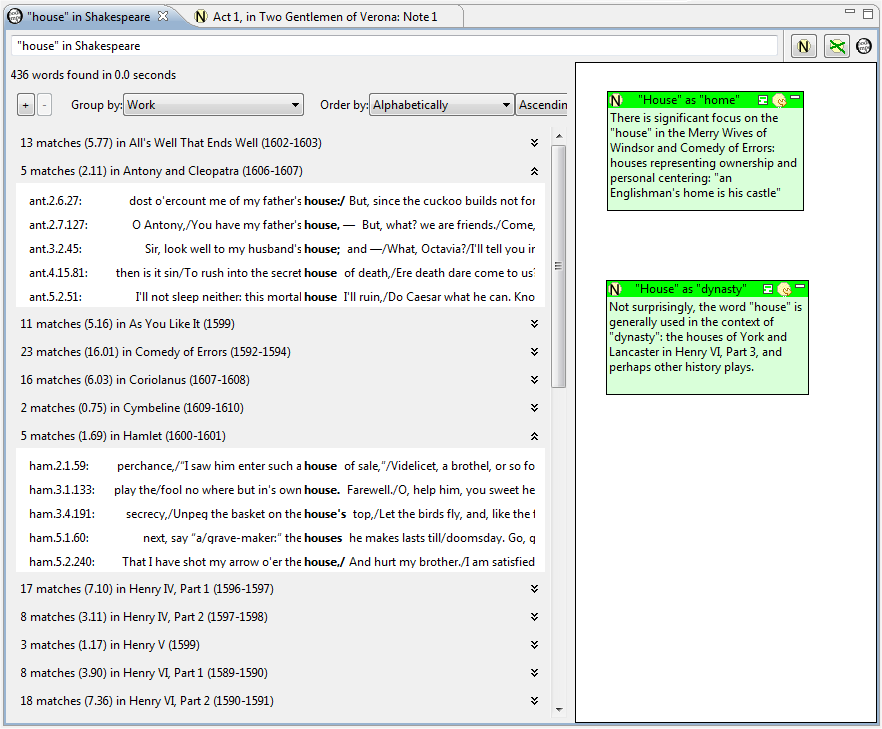 "house" in Shakespeare
N Act 1, in Two Gentlemen of Verona: Note 1
"house" in Shakespeare
N
436 words found in 0.0 seconds
+ - Group by: Work Order by: Alphabetically Ascendin
13 matches (5.77) in All's Well That Ends Well (1602-1603)
5 matches (2.11) in Antony and Cleopatra (1606-1607)
ant.2.6.27: dost o'ercount me of my father's house:/ But, since the cuckoo builds not for
ant.2.7.127: O Antony,/You have my father's house, — But, what? we are friends./Come,
ant.3.2.45: Sir, look well to my husband's house; and —/What, Octavia?/I'll tell you in
ant.4.15.81: then is it sin/To rush into the secret house of death,/Ere death dare come to us?
ant.5.2.51: I'll not sleep neither: this mortal house I'll ruin,/Do Caesar what he can. Kno
11 matches (5.16) in As You Like It (1599)
23 matches (16.01) in Comedy of Errors (1592-1594)
16 matches (6.03) in Coriolanus (1607-1608)
2 matches (0.75) in Cymbeline (1609-1610)
5 matches (1.69) in Hamlet (1600-1601)
ham.2.1.59: perchance,/"I saw him enter such a house of sale,"/Videlicet, a brothel, or so fo
ham.3.1.133: play the/fool no where but in's own house. Farewell./O, help him, you sweet he
ham.3.4.191: secrecy,/Unpeg the basket on the house's top,/Let the birds fly, and, like the f
ham.5.1.60: next, say "a/grave-maker:" the houses he makes last till/doomsday. Go, g
ham.5.2.240: That I have shot my arrow o'er the house,/ And hurt my brother./I am satisfied
17 matches (7.10) in Henry IV, Part 1 (1596-1597)
8 matches (3.11) in Henry IV, Part 2 (1597-1598)
3 matches (1.17) in Henry V (1599)
8 matches (3.90) in Henry VI, Part 1 (1589-1590)
18 matches (7.36) in Henry VI, Part 2 (1590-1591)
N "House" as "home"
There is significant focus on the
"house" in the Merry Wives of
Windsor and Comedy of Errors:
houses representing ownership and
personal centering: "an
Englishman's home is his castle"
N "House" as "dynasty"
Not surprisingly, the word "house" is
generally used in the context of
"dynasty": the houses of York and
Lancaster in Henry VI, Part 3, and
perhaps other history plays.